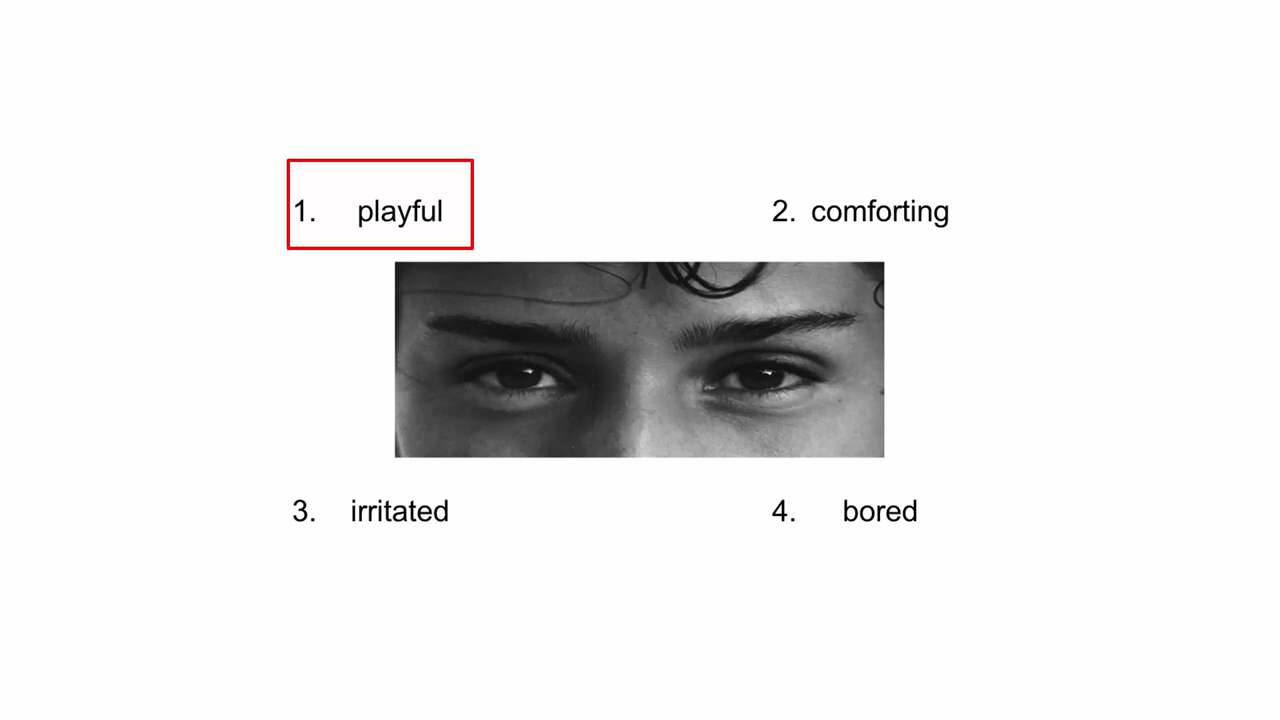 1. playful
2. comforting
3. irritated
4. bored